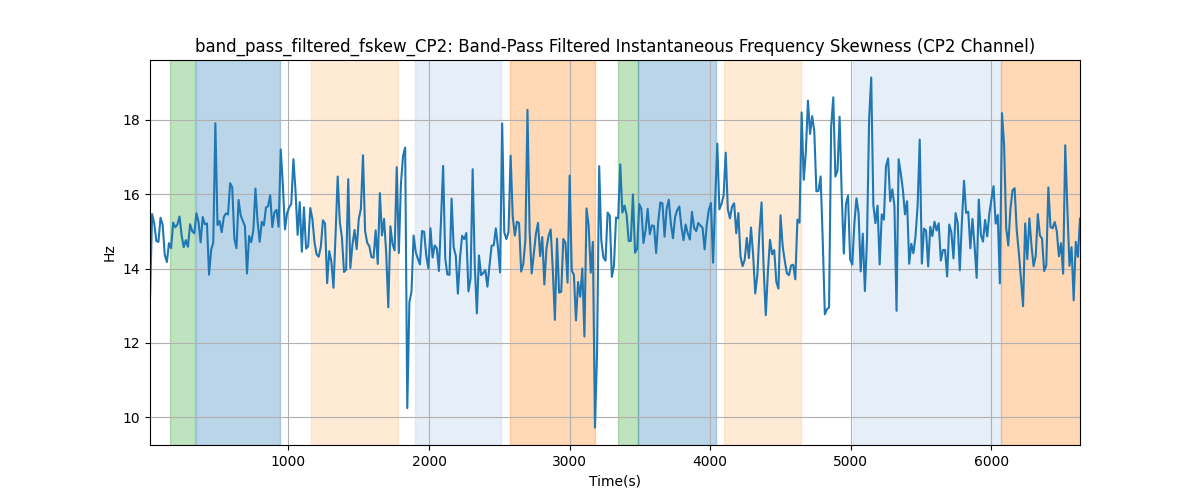 band_pass_filtered_fskew_CP2: Band-Pass Filtered Instantaneous Frequency Skewness (CP2 Channel)
18
16
14
12
10
Hz
1000 2000 3000 4000 5000 6000
Time(s)